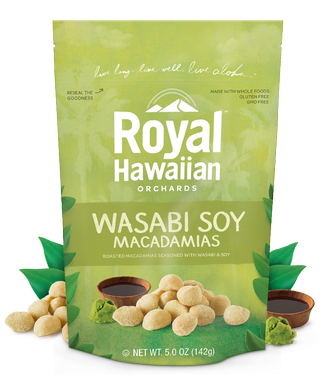 live long. live well. live aloha.
REVEAL THE
GOODNESS
MADE WITH WHOLE FOODS
GLUTEN FREE
GMO FREE
Royal
Hawaiian
ORCHARDS
WASABI SOY
MACADAMIAS
ROASTED MACADAMIAS SEASONED WITH WASABI & SOY
NET WT. 5.0 OZ (142g)